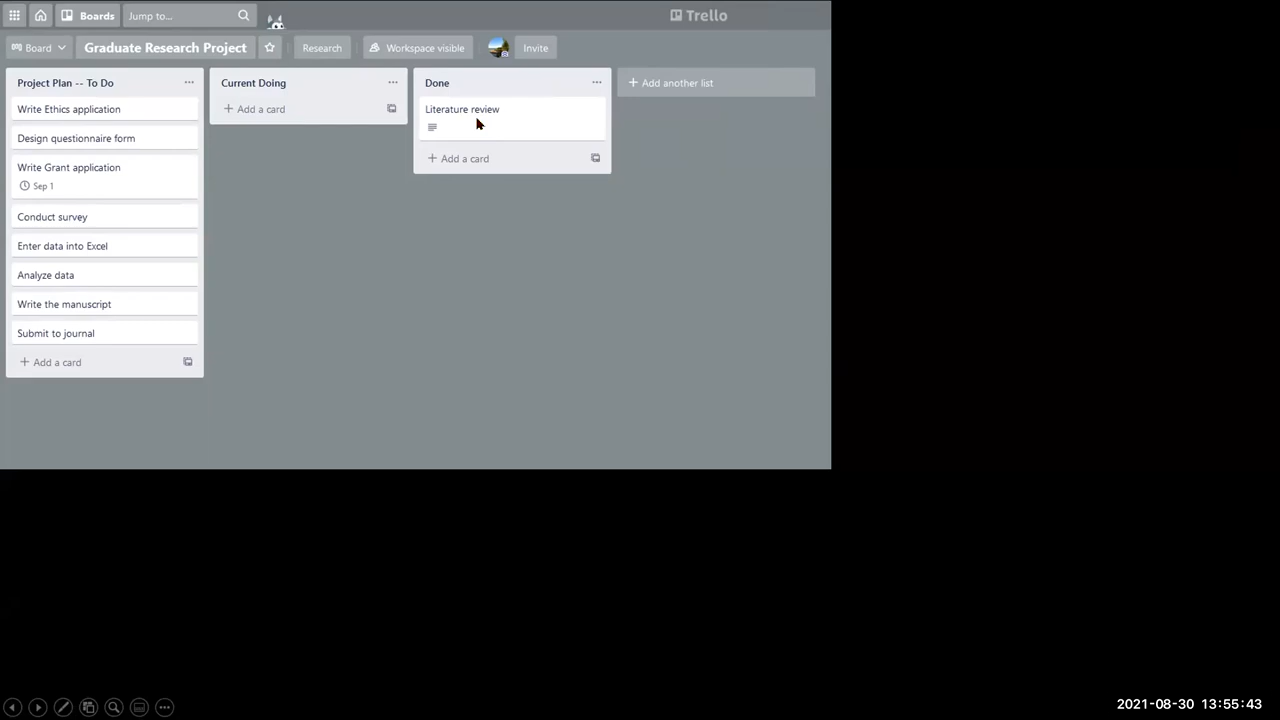 Boards
Jump to...
Trello
Board
Graduate Research Project
Research
Workspace visible
Invite
Project Plan -- To Do
Write Ethics application
Design questionnaire form
Write Grant application
Sep 1
Conduct survey
Enter data into Excel
Analyze data
Write the manuscript
Submit to journal
+ Add a card
Current Doing
+ Add a card
Done
Literature review
+ Add a card
+ Add another list
2021-08-30 13:55:43